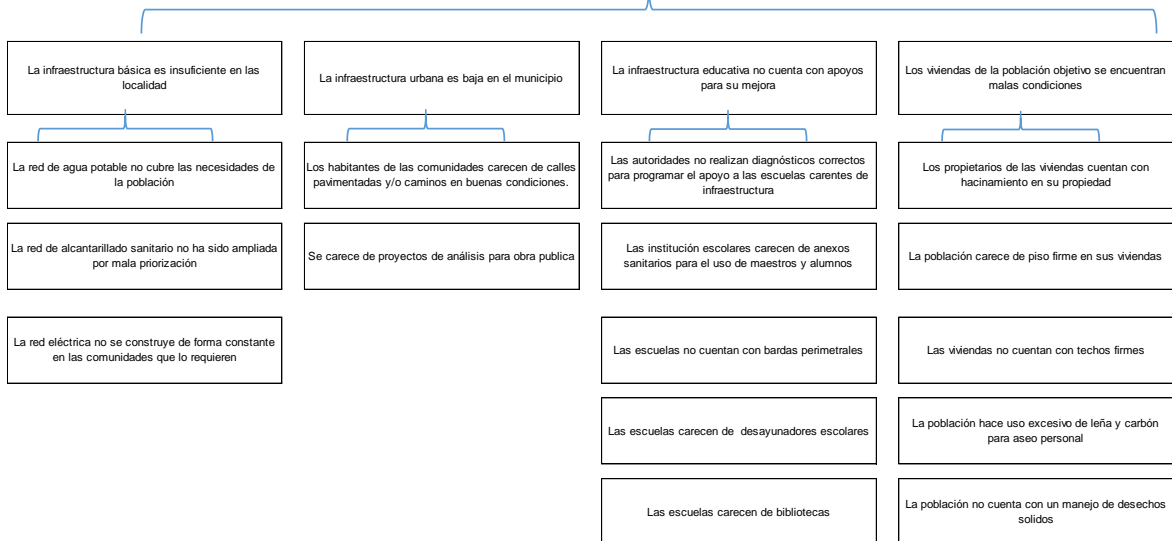 La infraestructura básica es insuficiente en las
localidad
La infraestructura urbana es baja en el municipio
La infraestructura educativa no cuenta con apoyos
para su mejora
Los viviendas de la población objetivo se encuentran
malas condiciones
La red de agua potable no cubre las necesidades de
la población
Los habitantes de las comunidades carecen de calles
pavimentadas y/o caminos en buenas condiciones.
Las autoridades no realizan diagnósticos correctos
para programar el apoyo a las escuelas carentes de
infraestructura
Los propietarios de las viviendas cuentan con
hacinamiento en su propiedad
La red de alcantarillado sanitario no ha sido ampliada
por mala priorización
Se carece de proyectos de análisis para obra publica
Las institución escolares carecen de anexos
sanitarios para el uso de maestros y alumnos
La población carece de piso firme en sus viviendas
La red eléctrica no se construye de forma constante
en las comunidades que lo requieren
Las escuelas no cuentan con bardas perimetrales
Las viviendas no cuentan con techos firmes
Las escuelas carecen de desayunadores escolares
La población hace uso excesivo de leña y carbón
para aseo personal
Las escuelas carecen de bibliotecas
La población no cuenta con un manejo de desechos
solidos